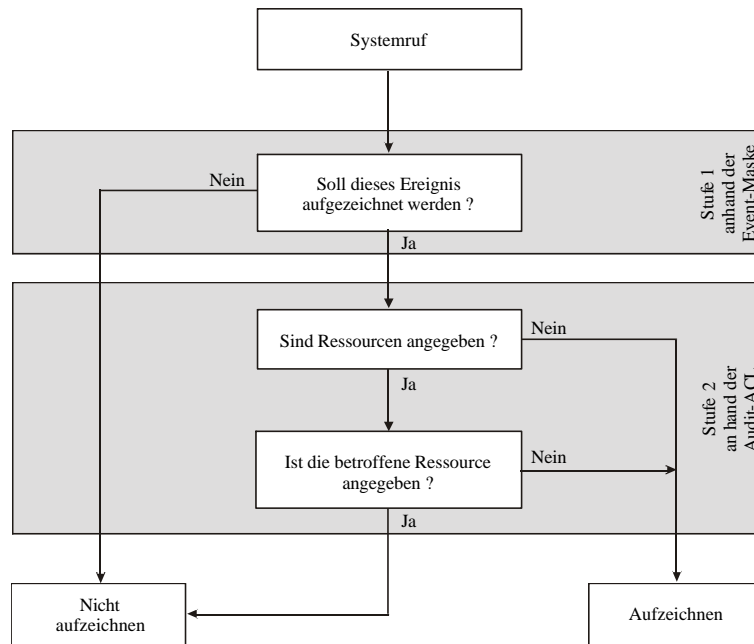 Systemruf
Nein
Soll dieses Ereignis
aufgezeichnet werden ?
Stufe 1
anhand der
Event-Maske
Ja
Sind Ressourcen angegeben ?
Nein
Ja
Stufe 2
an hand der
Audit-ACL
Ist die betroffene Ressource
angegeben ?
Nein
Ja
Nicht
aufzeichnen
Aufzeichnen